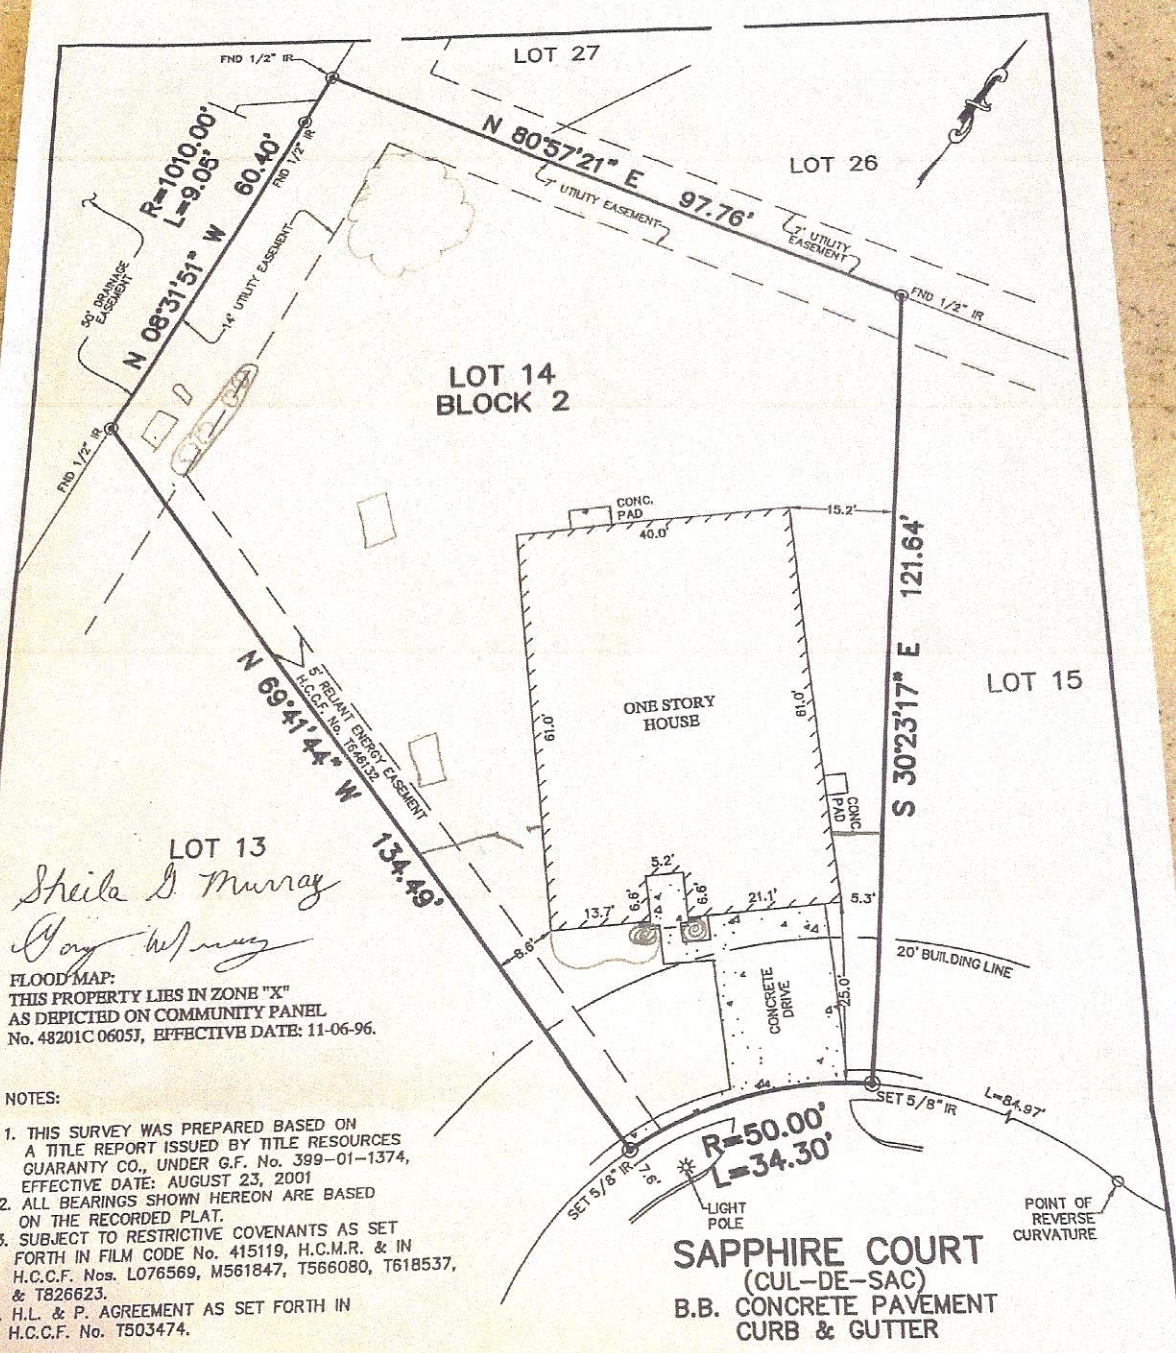 LOT 27
FND 1/2" IR
R=1010.00'
L=9.05'
60.40'
FND 1/2" IR
N 80°57'21" E 97.76'
LOT 26
7' UTILITY EASEMENT
7' UTILITY
EASEMENT
FND 1/2" IR
50' DRAINAGE
EASEMENT
N 08°31'51" W
14' UTILITY EASEMENT
LOT 14
BLOCK 2
FND 1/2" IR
CONC.
PAD
40.0'
15.2'
S 30°23'17" E 121.64'
LOT 15
ONE STORY
HOUSE
61.0'
61.0'
N 69°41'44" W 134.49'
5' RELIANT ENERGY EASEMENT
H.C.C.F. No. T646132
CONC
PAD
LOT 13
Sheila G Murray
5.2'
6.6'
6.6'
13.7'
21.1'
5.3'
8.6'
20' BUILDING LINE
25.0'
CONCRETE
DRIVE
FLOOD MAP:
THIS PROPERTY LIES IN ZONE "X"
AS DEPICTED ON COMMUNITY PANEL
No. 48201C 0605J, EFFECTIVE DATE: 11-06-96.
NOTES:
1. THIS SURVEY WAS PREPARED BASED ON
A TITLE REPORT ISSUED BY TITLE RESOURCES
GUARANTY CO., UNDER G.F. No. 399-01-1374,
EFFECTIVE DATE: AUGUST 23, 2001
2. ALL BEARINGS SHOWN HEREON ARE BASED
ON THE RECORDED PLAT.
3. SUBJECT TO RESTRICTIVE COVENANTS AS SET
FORTH IN FILM CODE No. 415119, H.C.M.R. & IN
H.C.C.F. Nos. L076569, M561847, T566080, T618537,
& T826623.
H.L. & P. AGREEMENT AS SET FORTH IN
H.C.C.F. No. T503474.
SET 5/8" IR
L=84.97'
R=50.00'
L=34.30'
SET 5/8" IR
7.6'
LIGHT
POLE
POINT OF
REVERSE
CURVATURE
SAPPHIRE COURT
(CUL-DE-SAC)
B.B. CONCRETE PAVEMENT
CURB & GUTTER